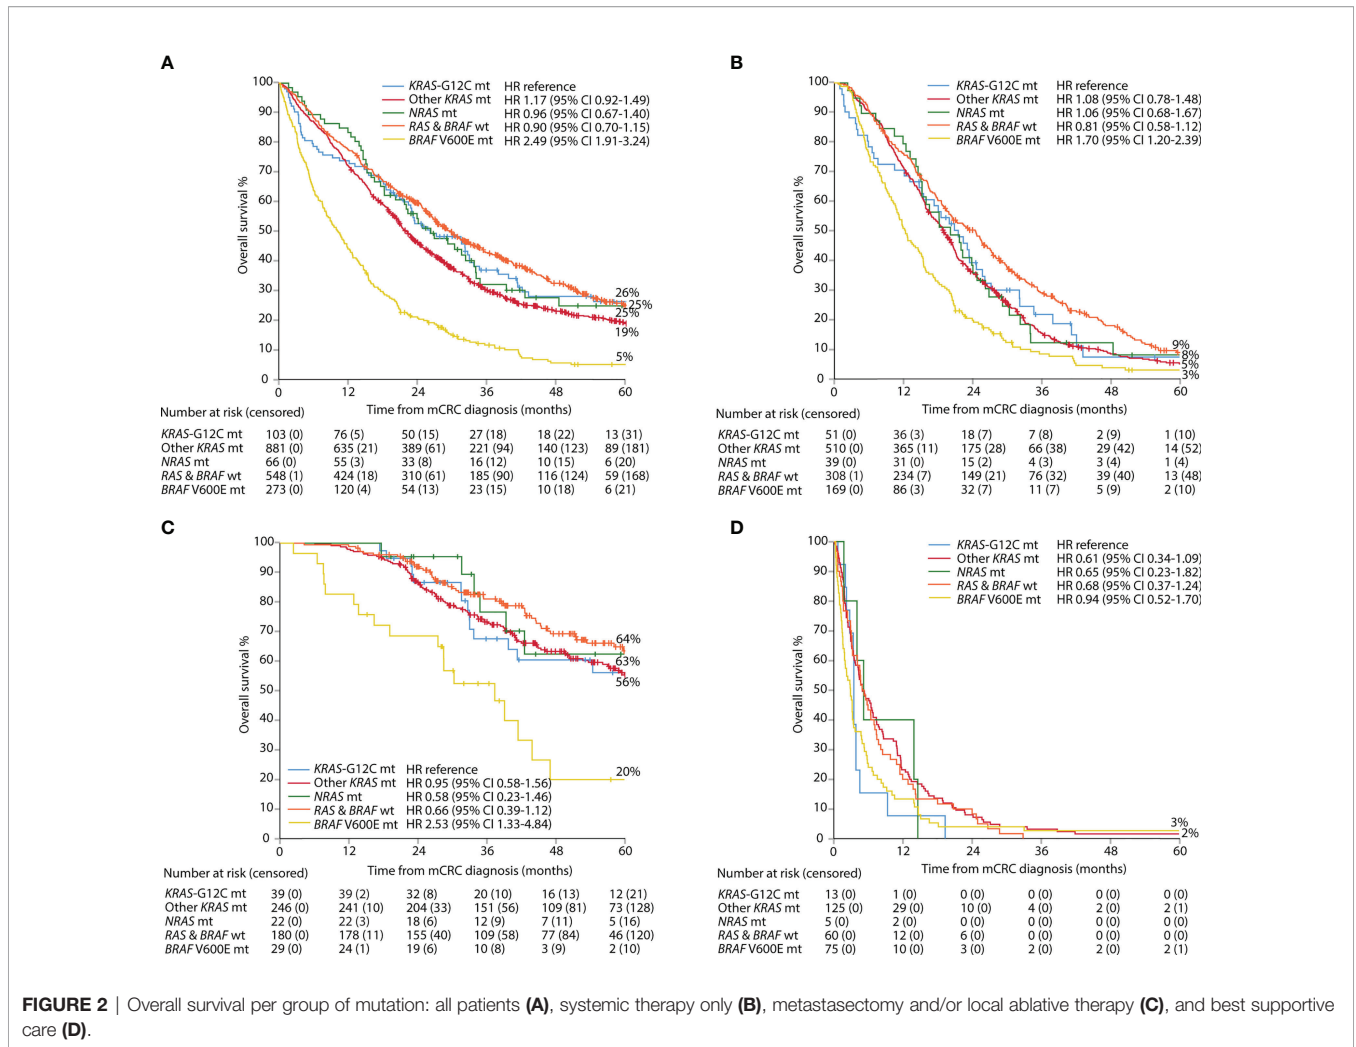 A
100
90
80
70
60
50
40
30
20
10
0
Overall survival %
KRAS-G12C mt HR reference
Other KRAS mt HR 1.17 (95% CI 0.92-1.49)
NRAS mt HR 0.96 (95% CI 0.67-1.40)
RAS & BRAF wt HR 0.90 (95% CI 0.70-1.15)
BRAF V600E mt HR 2.49 (95% CI 1.91-3.24)
26%
25%
25%
19%
5%
0 12 24 36 48 60
Number at risk (censored) Time from mCRC diagnosis (months)
KRAS-G12C mt 103 (0) 76 (5) 50 (15) 27 (18) 18 (22) 13 (31)
Other KRAS mt 881 (0) 635 (21) 389 (61) 221 (94) 140 (123) 89 (181)
NRAS mt 66 (0) 55 (3) 33 (8) 16 (12) 10 (15) 6 (20)
RAS & BRAF wt 548 (1) 424 (18) 310 (61) 185 (90) 116 (124) 59 (168)
BRAF V600E mt 273 (0) 120 (4) 54 (13) 23 (15) 10 (18) 6 (21)
B
100
90
80
70
60
50
40
30
20
10
0
Overall survival %
KRAS-G12C mt HR reference
Other KRAS mt HR 1.08 (95% CI 0.78-1.48)
NRAS mt HR 1.06 (95% CI 0.68-1.67)
RAS & BRAF wt HR 0.81 (95% CI 0.58-1.12)
BRAF V600E mt HR 1.70 (95% CI 1.20-2.39)
9%
8%
5%
3%
0 12 24 36 48 60
Number at risk (censored) Time from mCRC diagnosis (months)
KRAS-G12C mt 51 (0) 36 (3) 18 (7) 7 (8) 2 (9) 1 (10)
Other KRAS mt 510 (0) 365 (11) 175 (28) 66 (38) 29 (42) 14 (52)
NRAS mt 39 (0) 31 (0) 15 (2) 4 (3) 3 (4) 1 (4)
RAS & BRAF wt 308 (1) 234 (7) 149 (21) 76 (32) 39 (40) 13 (48)
BRAF V600E mt 169 (0) 86 (3) 32 (7) 11 (7) 5 (9) 2 (10)
C
100
90
80
70
60
50
40
30
20
10
0
Overall survival %
64%
63%
56%
20%
KRAS-G12C mt HR reference
Other KRAS mt HR 0.95 (95% CI 0.58-1.56)
NRAS mt HR 0.58 (95% CI 0.23-1.46)
RAS & BRAF wt HR 0.66 (95% CI 0.39-1.12)
BRAF V600E mt HR 2.53 (95% CI 1.33-4.84)
0 12 24 36 48 60
Time from mCRC diagnosis (months)
Number at risk (censored)
KRAS-G12C mt 39 (0) 39 (2) 32 (8) 20 (10) 16 (13) 12 (21)
Other KRAS mt 246 (0) 241 (10) 204 (33) 151 (56) 109 (81) 73 (128)
NRAS mt 22 (0) 22 (3) 18 (6) 12 (9) 7 (11) 5 (16)
RAS & BRAF wt 180 (0) 178 (11) 155 (40) 109 (58) 77 (84) 46 (120)
BRAF V600E mt 29 (0) 24 (1) 19 (6) 10 (8) 3 (9) 2 (10)
D
100
90
80
70
60
50
40
30
20
10
0
Overall survival %
KRAS-G12C mt HR reference
Other KRAS mt HR 0.61 (95% CI 0.34-1.09)
NRAS mt HR 0.65 (95% CI 0.23-1.82)
RAS & BRAF wt HR 0.68 (95% CI 0.37-1.24)
BRAF V600E mt HR 0.94 (95% CI 0.52-1.70)
3%
2%
0 12 24 36 48 60
Time from mCRC diagnosis (months)
Number at risk (censored)
KRAS-G12C mt 13 (0) 1 (0) 0 (0) 0 (0) 0 (0) 0 (0)
Other KRAS mt 125 (0) 29 (0) 10 (0) 4 (0) 2 (0) 2 (1)
NRAS mt 5 (0) 2 (0) 0 (0) 0 (0) 0 (0) 0 (0)
RAS & BRAF wt 60 (0) 12 (0) 6 (0) 0 (0) 0 (0) 0 (0)
BRAF V600E mt 75 (0) 10 (0) 3 (0) 2 (0) 2 (0) 2 (1)
FIGURE 2 | Overall survival per group of mutation: all patients (A), systemic therapy only (B), metastasectomy and/or local ablative therapy (C), and best supportive
care (D).